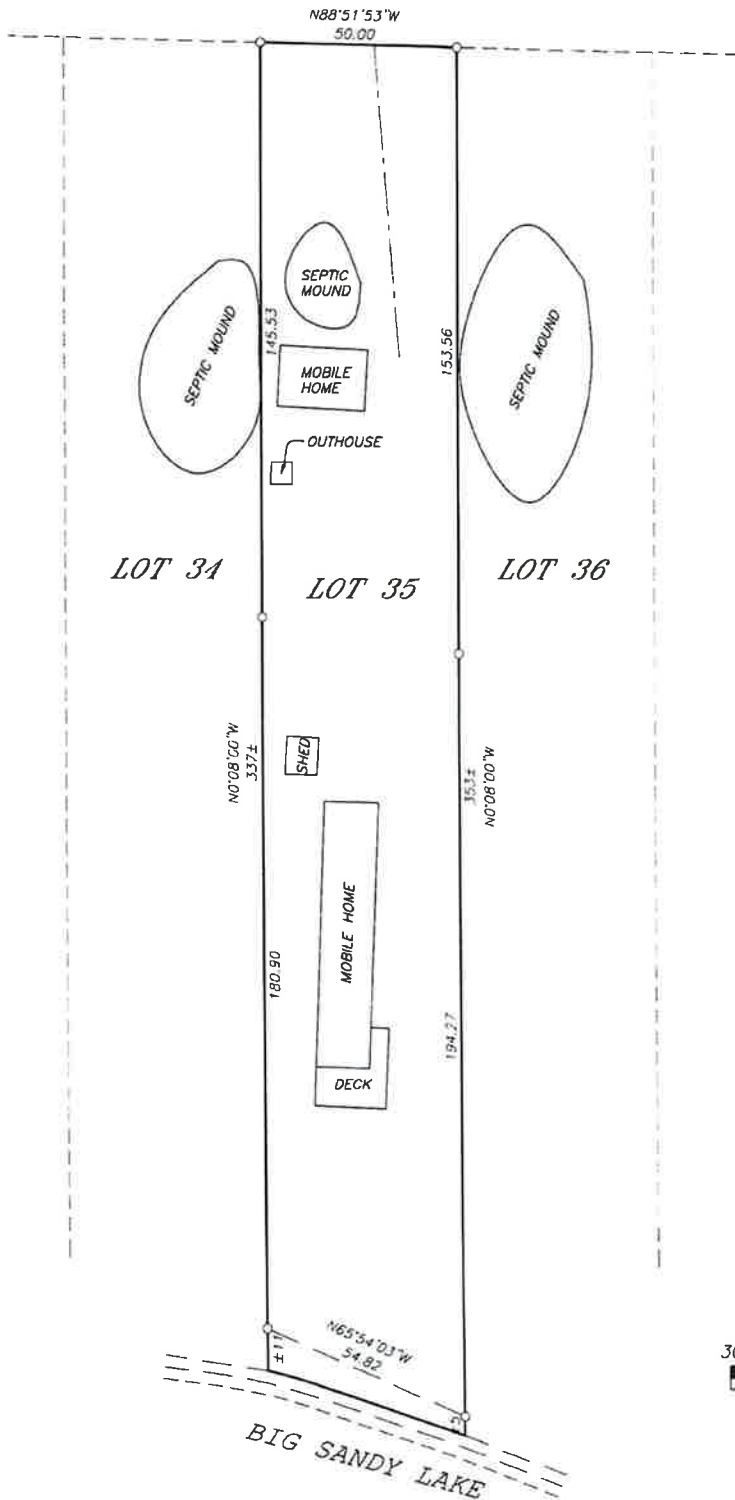 N88°51'53"W
50.00
SEPTIC
MOUND
SEPTIC MOUND
145.53
153.56
SEPTIC MOUND
MOBILE
HOME
OUTHOUSE
LOT 34
LOT 35
LOT 36
N0°08'00"W
337±
SHED
353±
N0°08'00"W
MOBILE HOME
180.90
194.27
DECK
N65°54'03"W
54.82
±11
30
BIG SANDY LAKE